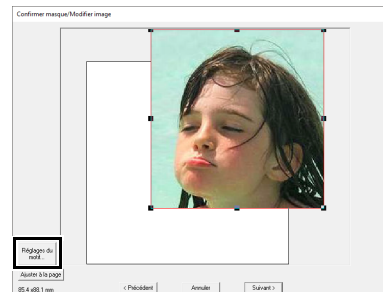 Confirmer masque/Modifier image
Réglages du
motif...
Ajuster à la page
85,4 x88,1 mm
< Précédent
Annuler
Suivant >